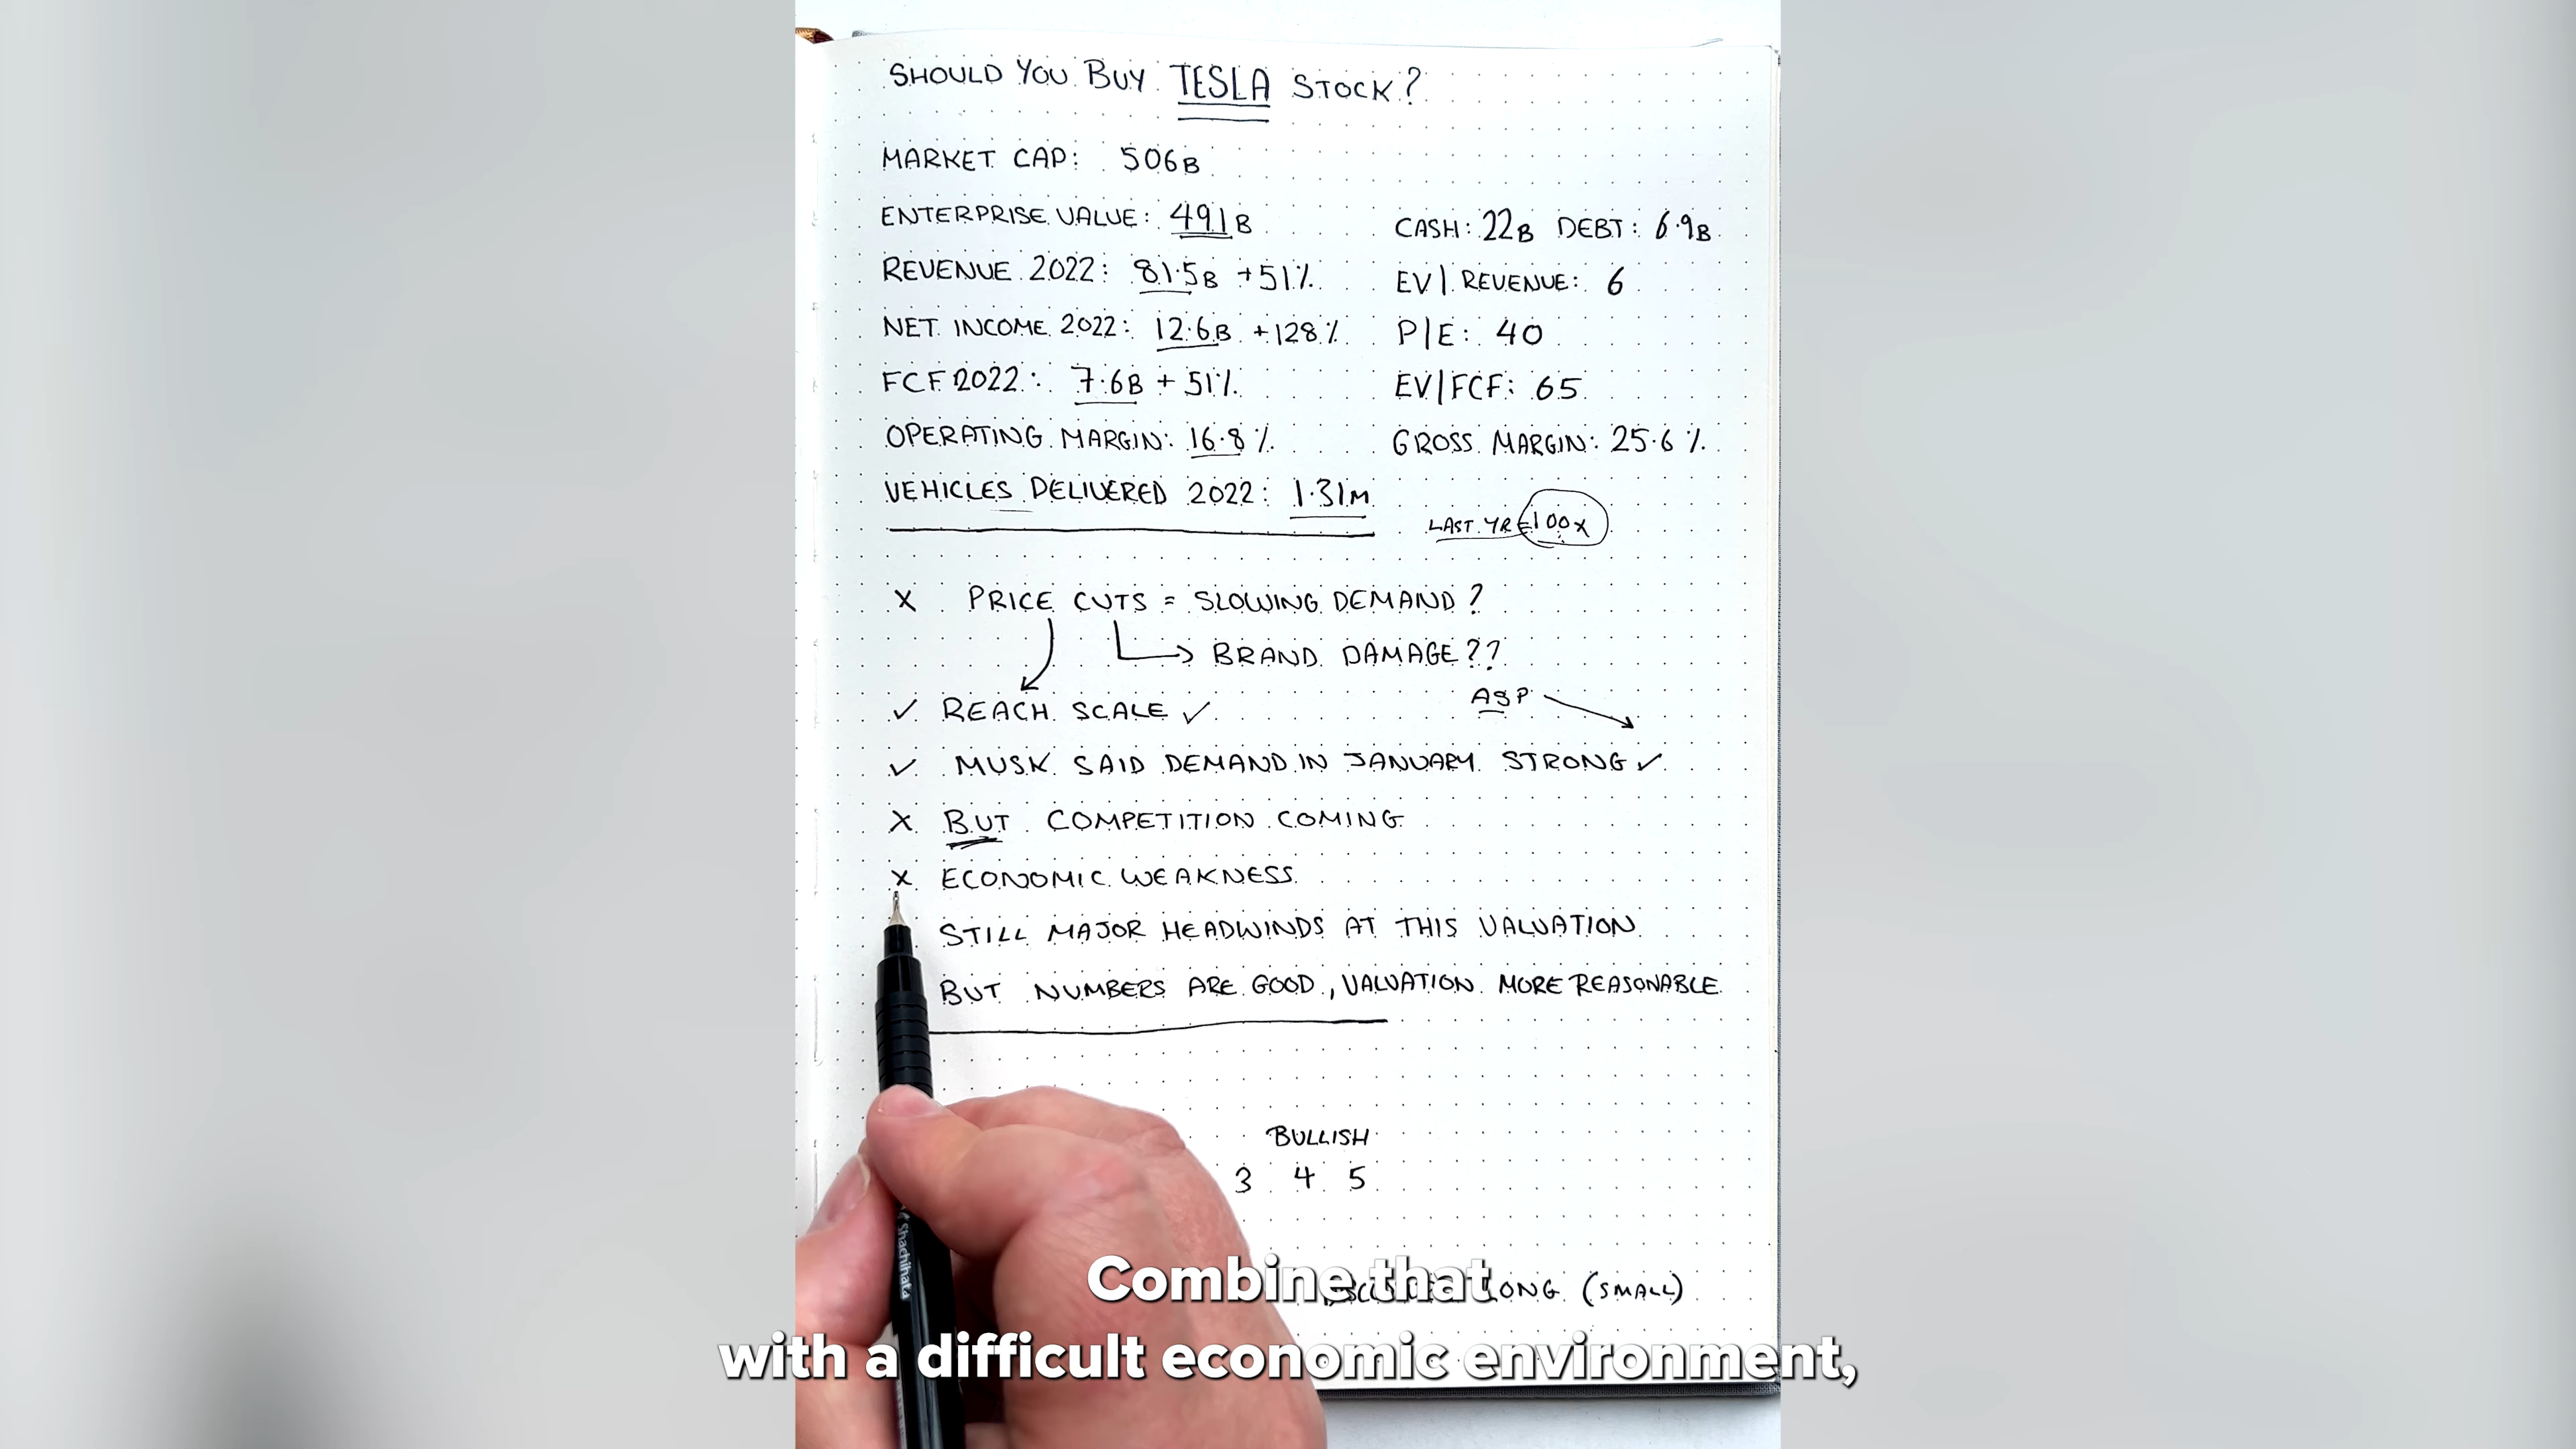 SHOULD YOU BUY TESLA STOCK?
MARKET CAP: 506B
ENTERPRISE VALUE: 491B CASH: 22B DEBT: 6.9B
REVENUE 2022: 81.5B +51% EV/REVENUE: 6
NET INCOME 2022: 12.6B +128% P/E: 40
FCF 2022: 7.6B + 51% EV/FCF: 65
OPERATING MARGIN: 16.8% GROSS MARGIN: 25.6%
VEHICLES DELIVERED 2022: 1.31M
LAST YR = 100x
X PRICE CUTS = SLOWING DEMAND?
→ BRAND DAMAGE??
ASP
✓ REACH SCALE ✓
✓ MUSK SAID DEMAND IN JANUARY STRONG ✓
X BUT COMPETITION COMING
X ECONOMIC WEAKNESS
STILL MAJOR HEADWINDS AT THIS VALUATION
BUT NUMBERS ARE GOOD, VALUATION MORE REASONABLE
BULLISH
3 4 5
(SMALL)
Combine that
with a difficult economic environment,
Shachihata